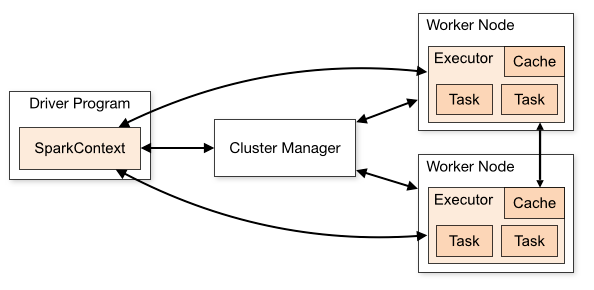 Driver Program
SparkContext
Cluster Manager
Worker Node
Executor
Cache
Task
Task
Worker Node
Executor
Cache
Task
Task